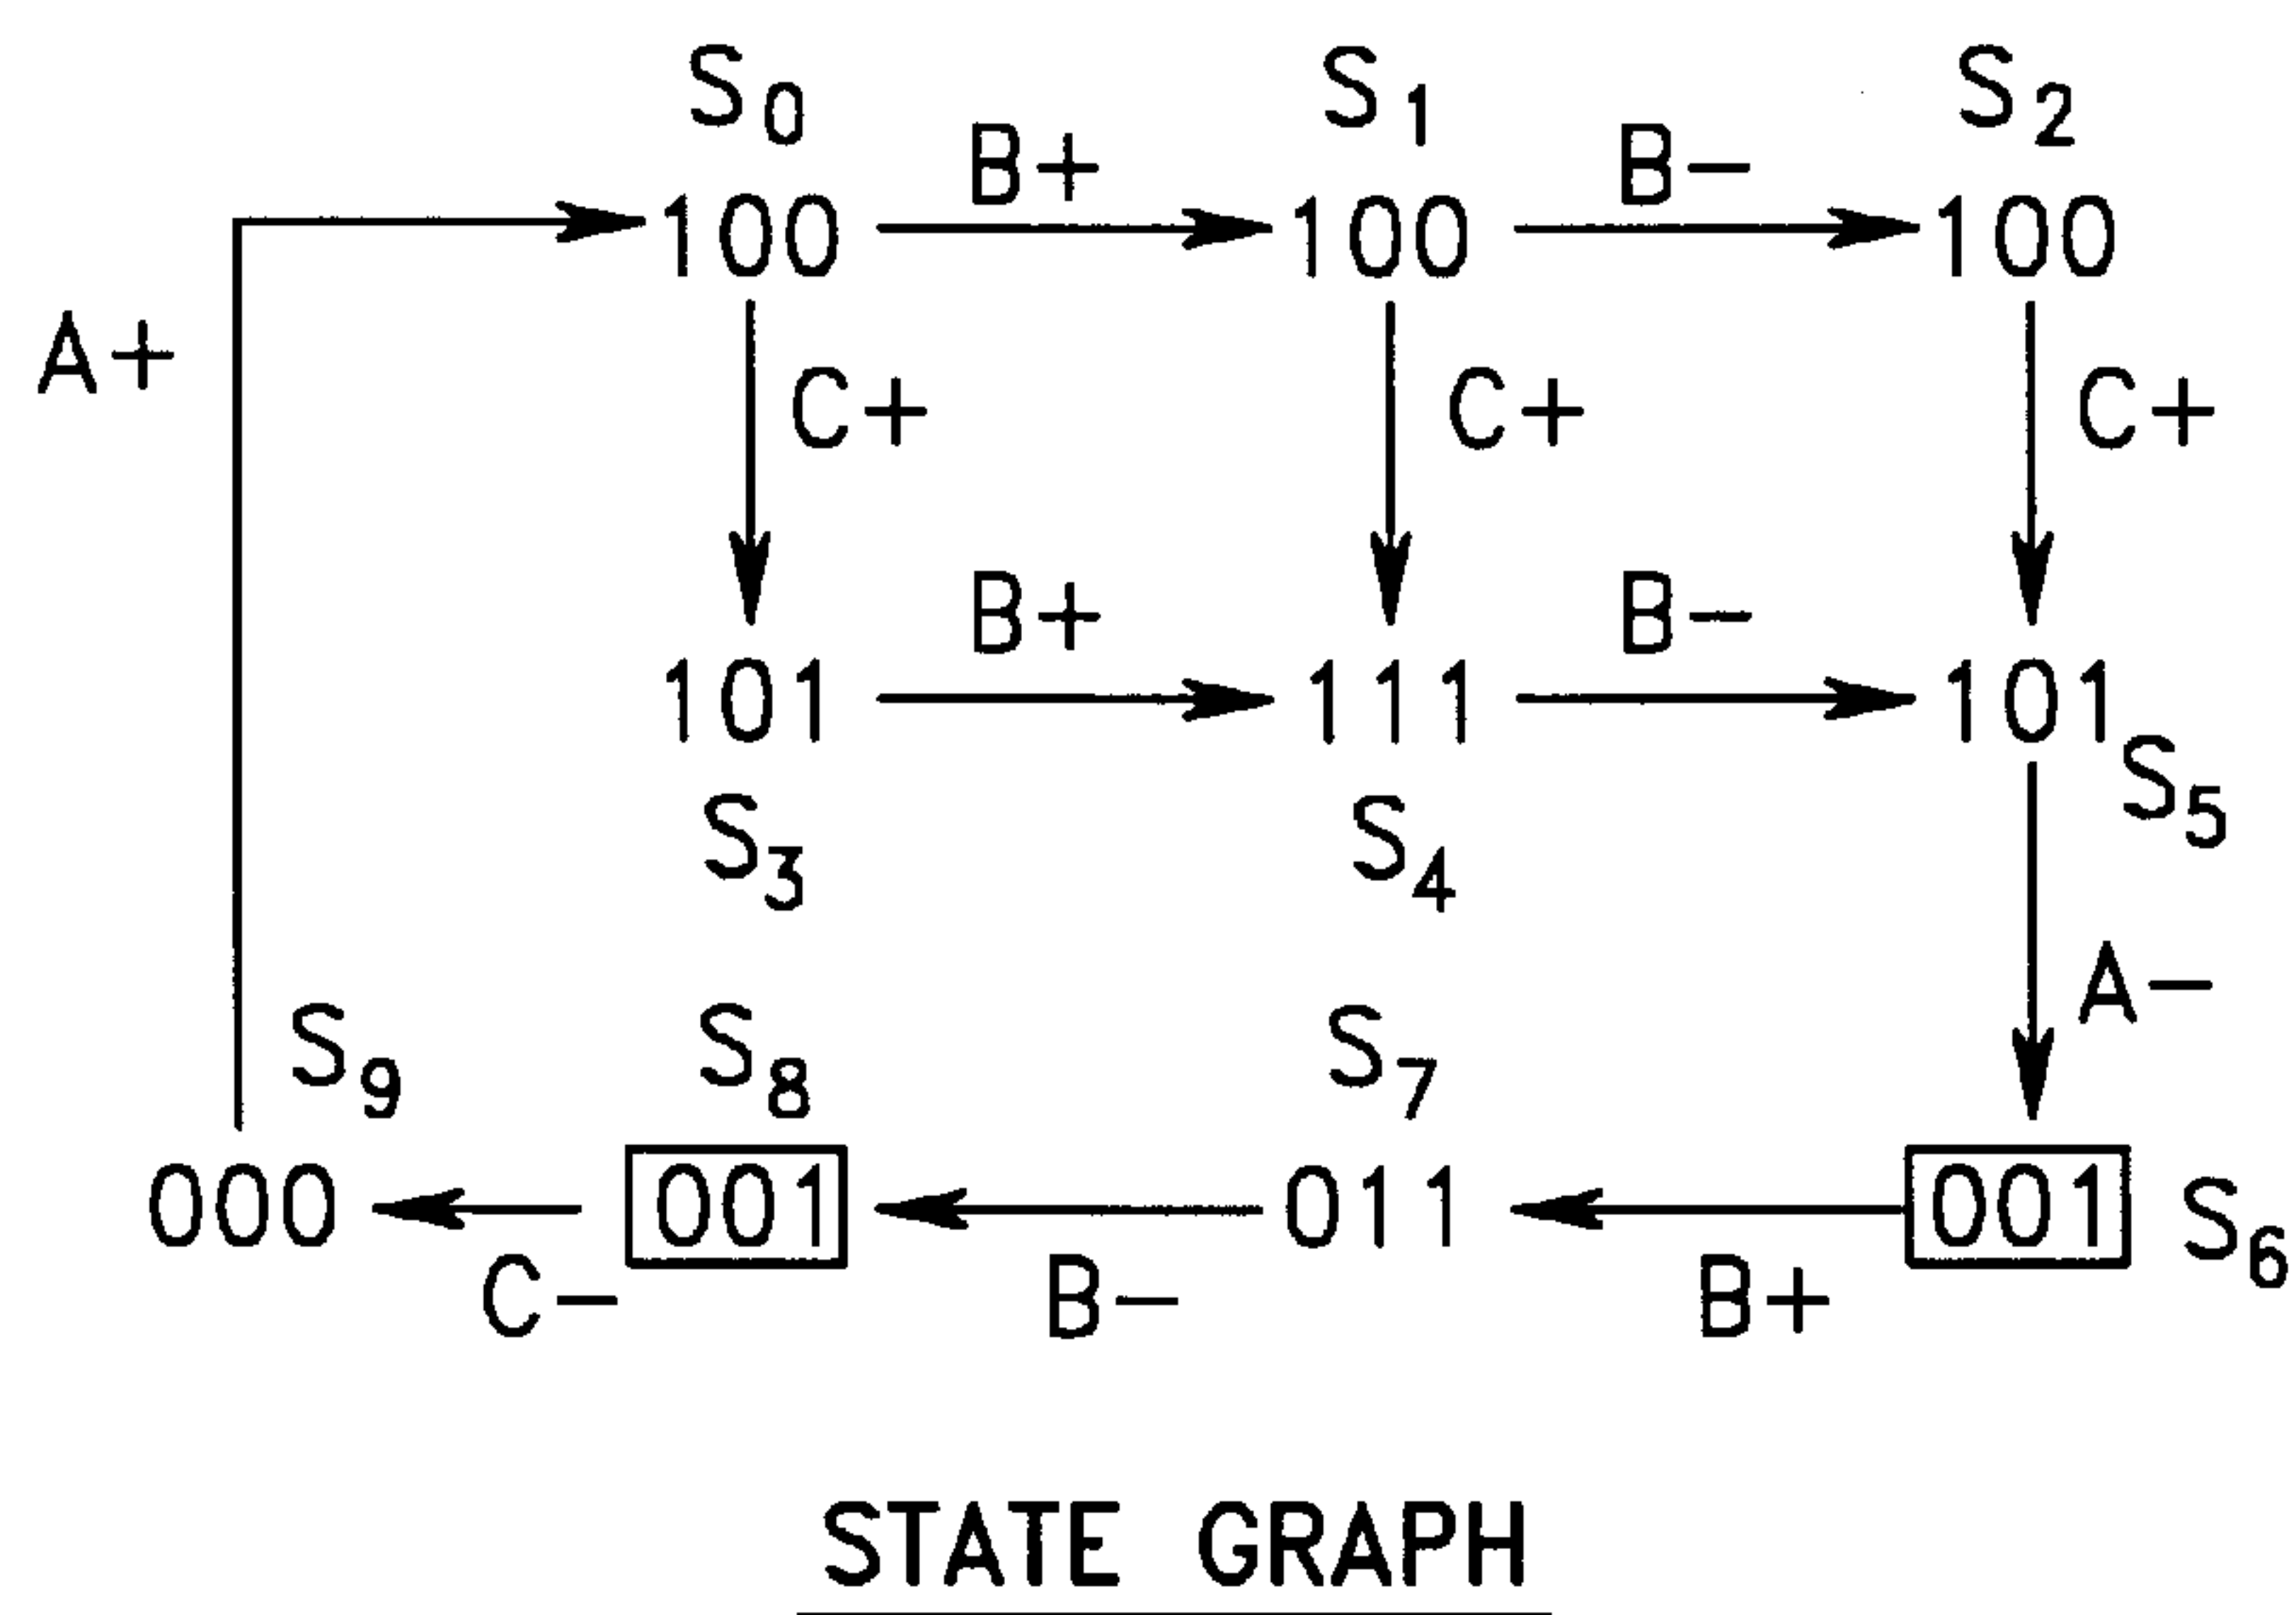 S0 S1 S2
B+ B-
100 100 100
A+
C+ C+ C+
B+ B-
101 111 101
S3 S4 S5
A-
S9 S8 S7
000 001 011 001 S6
C- B- B+
STATE GRAPH